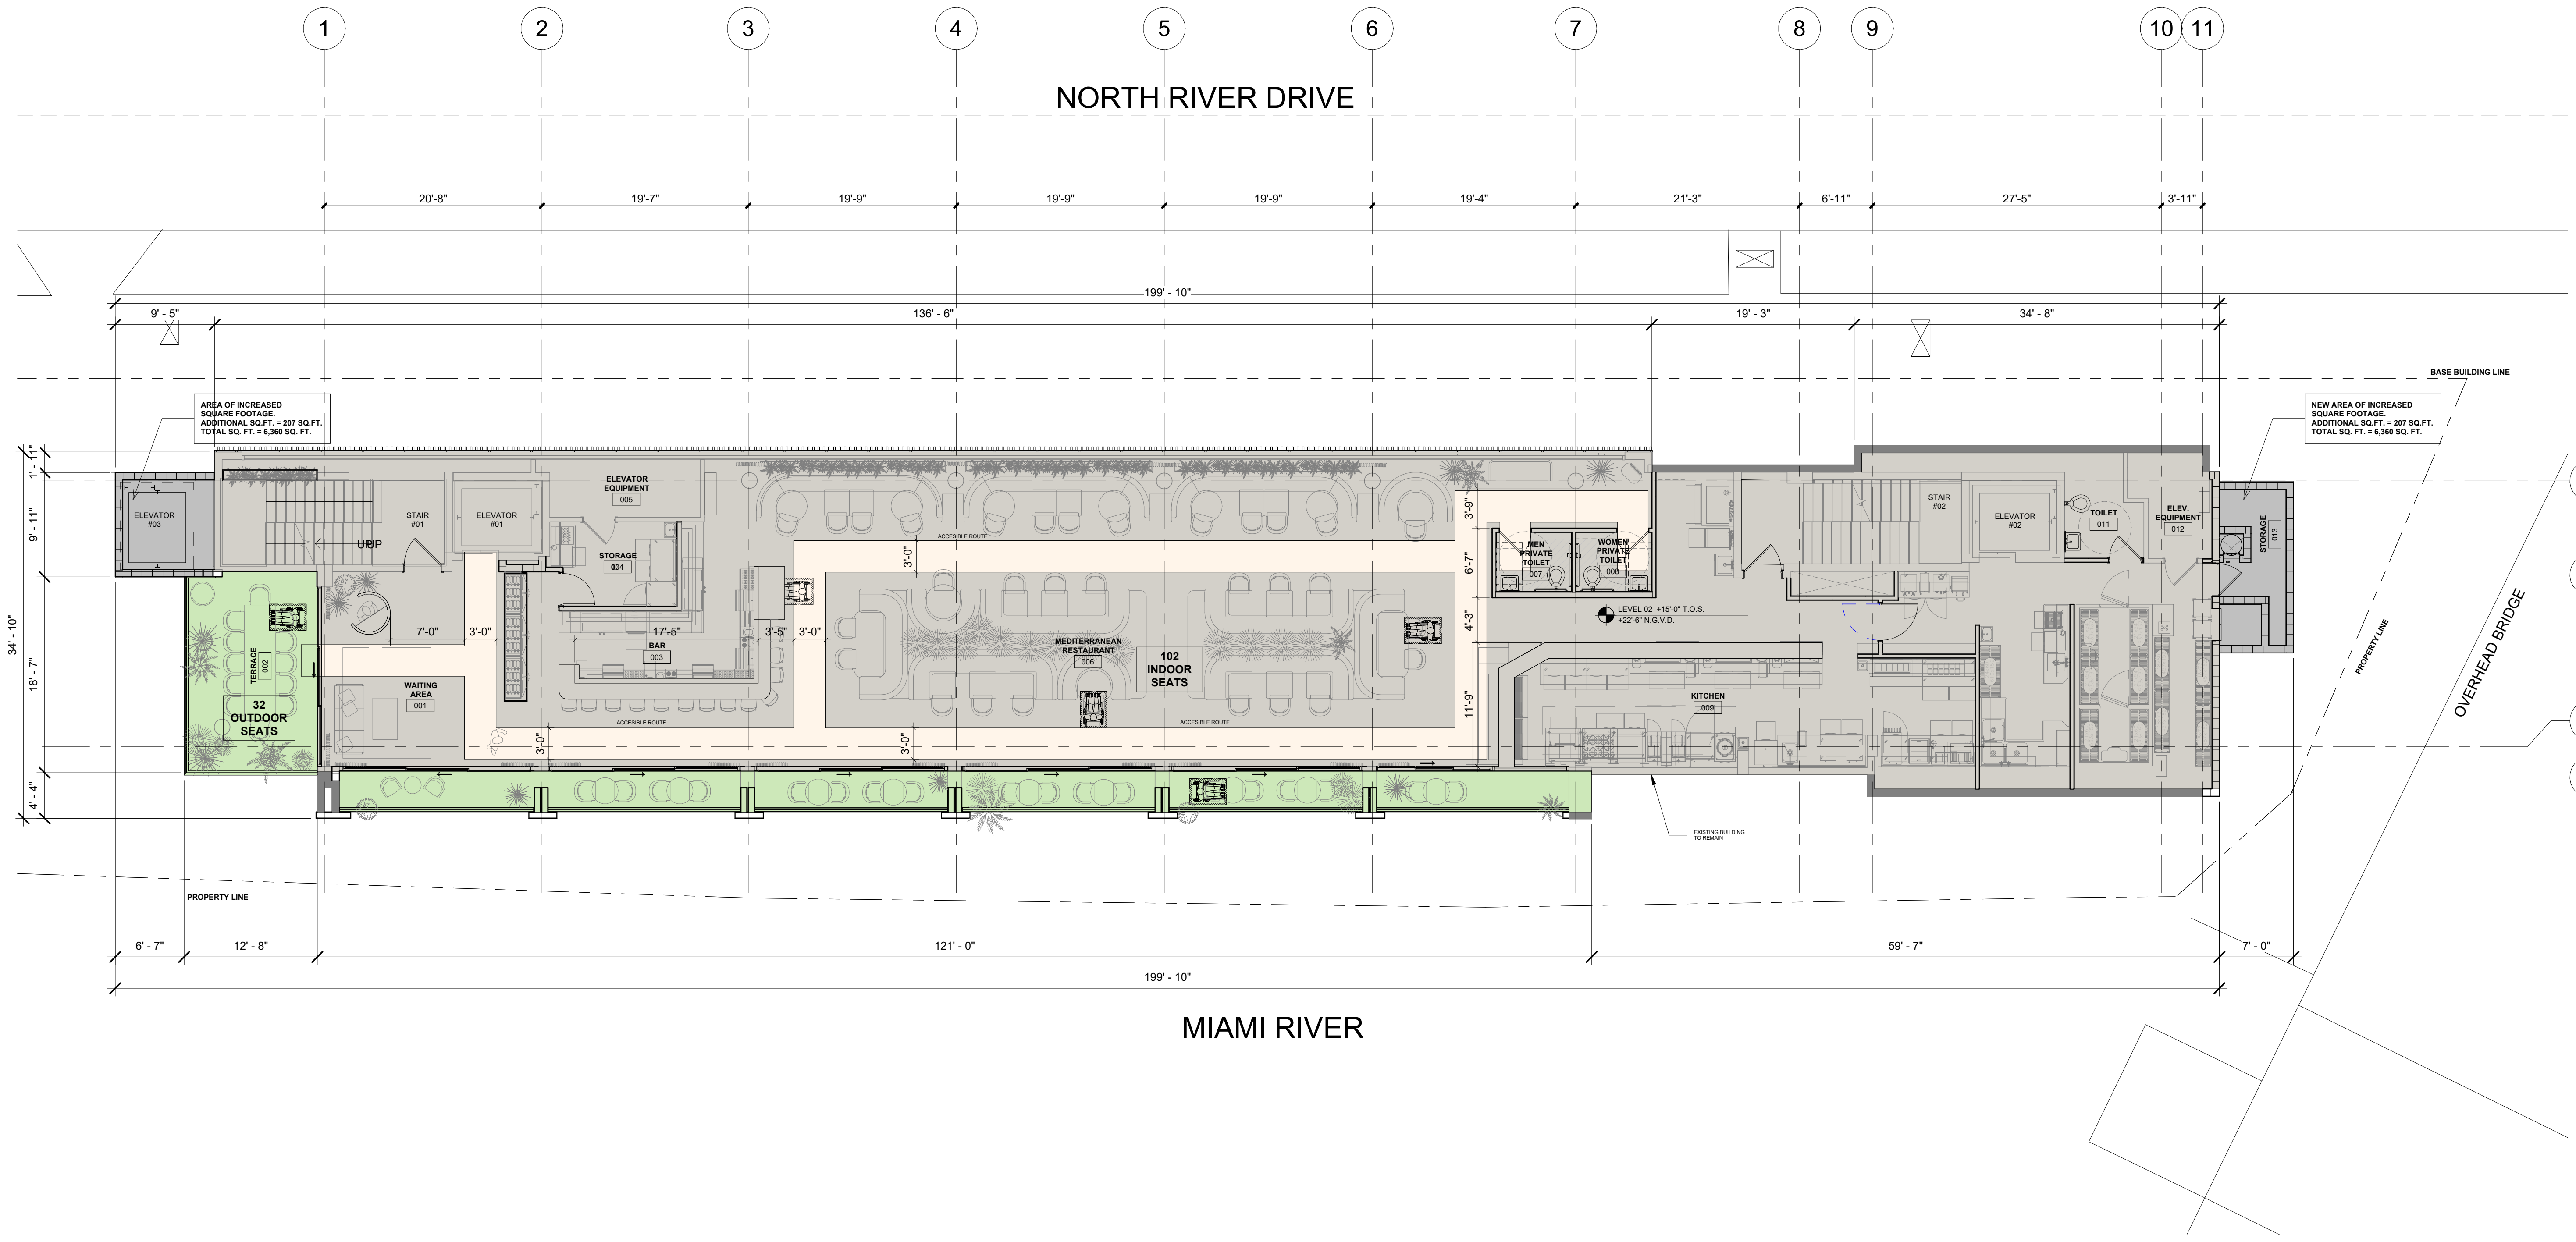 1 2 3 4 5 6 7 8 9 10 11
NORTH RIVER DRIVE
20'-8" 19'-7" 19'-9" 19'-9" 19'-9" 19'-4" 21'-3" 6'-11" 27'-5" 3'-11"
199' - 10"
9' - 5" 136' - 6" 19' - 3" 34' - 8"
BASE BUILDING LINE
AREA OF INCREASED
SQUARE FOOTAGE.
ADDITIONAL SQ.FT. = 207 SQ.FT.
TOTAL SQ. FT. = 6,360 SQ. FT.
NEW AREA OF INCREASED
SQUARE FOOTAGE.
ADDITIONAL SQ.FT. = 207 SQ.FT.
TOTAL SQ. FT. = 6,360 SQ. FT.
1' - 11"
9' - 11"
34' - 10"
18' - 7"
4' - 4"
ELEVATOR
#03
STAIR
#01
UP
ELEVATOR
#01
ELEVATOR
EQUIPMENT
005
STORAGE
004
ACCESIBLE ROUTE
3'-0"
3'-9"
6'-7"
4'-3"
11'-9"
MEN
PRIVATE
TOILET
007
WOMEN
PRIVATE
TOILET
008
STAIR
#02
ELEVATOR
#02
TOILET
011
ELEV.
EQUIPMENT
012
STORAGE
013
LEVEL 02 +15'-0" T.O.S.
+22'-6" N.G.V.D.
TERRACE
002
32
OUTDOOR
SEATS
7'-0" 3'-0" 17'-5" 3'-5" 3'-0"
BAR
003
MEDITERRANEAN
RESTAURANT
006
102
INDOOR
SEATS
WAITING
AREA
001
KITCHEN
009
ACCESIBLE ROUTE
ACCESIBLE ROUTE
3'-0"
3'-0"
EXISTING BUILDING
TO REMAIN
PROPERTY LINE
OVERHEAD BRIDGE
PROPERTY LINE
6' - 7" 12' - 8" 121' - 0" 59' - 7" 7' - 0"
199' - 10"
MIAMI RIVER